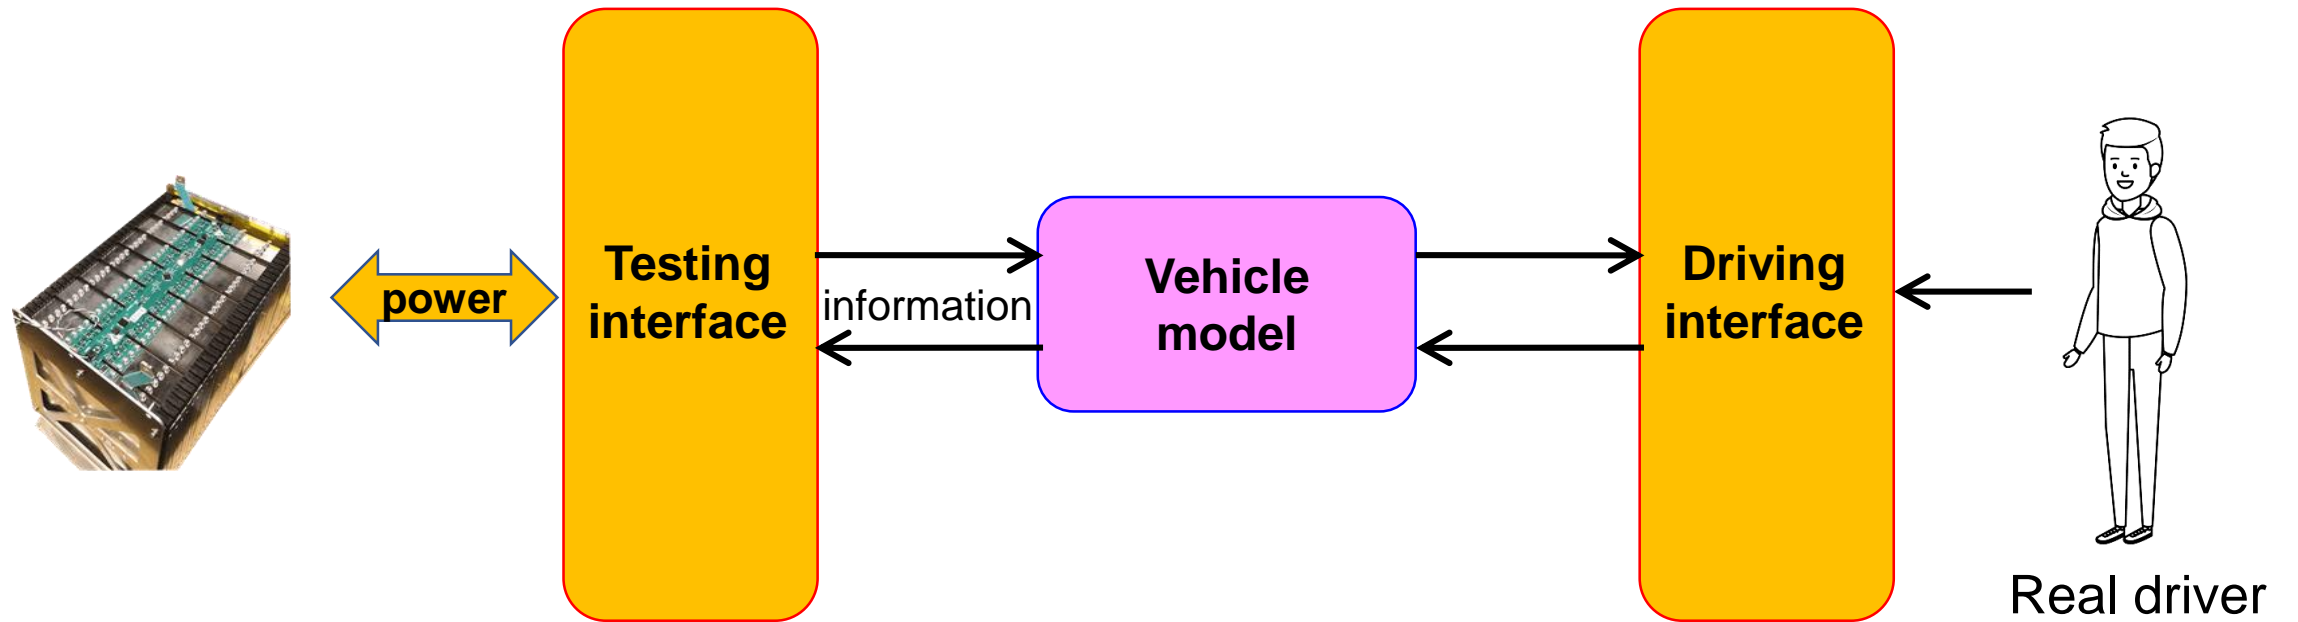 power
Testing
interface
information
Vehicle
model
Driving
interface
Real driver